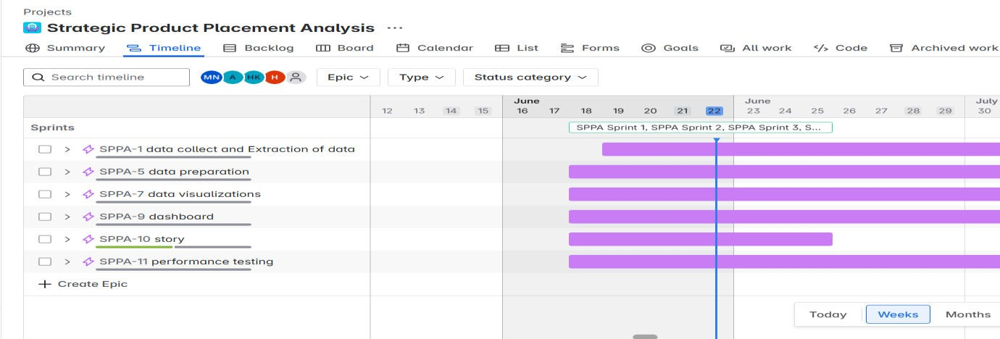 Projects
Strategic Product Placement Analysis
Summary Timeline Backlog Board Calendar List Forms Goals All work Code Archived work
Search timeline MN A HK H Epic Type Status category
June June July
12 13 14 15 16 17 18 19 20 21 22 23 24 25 26 27 28 29 30
Sprints SPPA Sprint 1, SPPA Sprint 2, SPPA Sprint 3, S...
SPPA-1 data collect and Extraction of data
SPPA-5 data preparation
SPPA-7 data visualizations
SPPA-9 dashboard
SPPA-10 story
SPPA-11 performance testing
Create Epic
Today Weeks Months